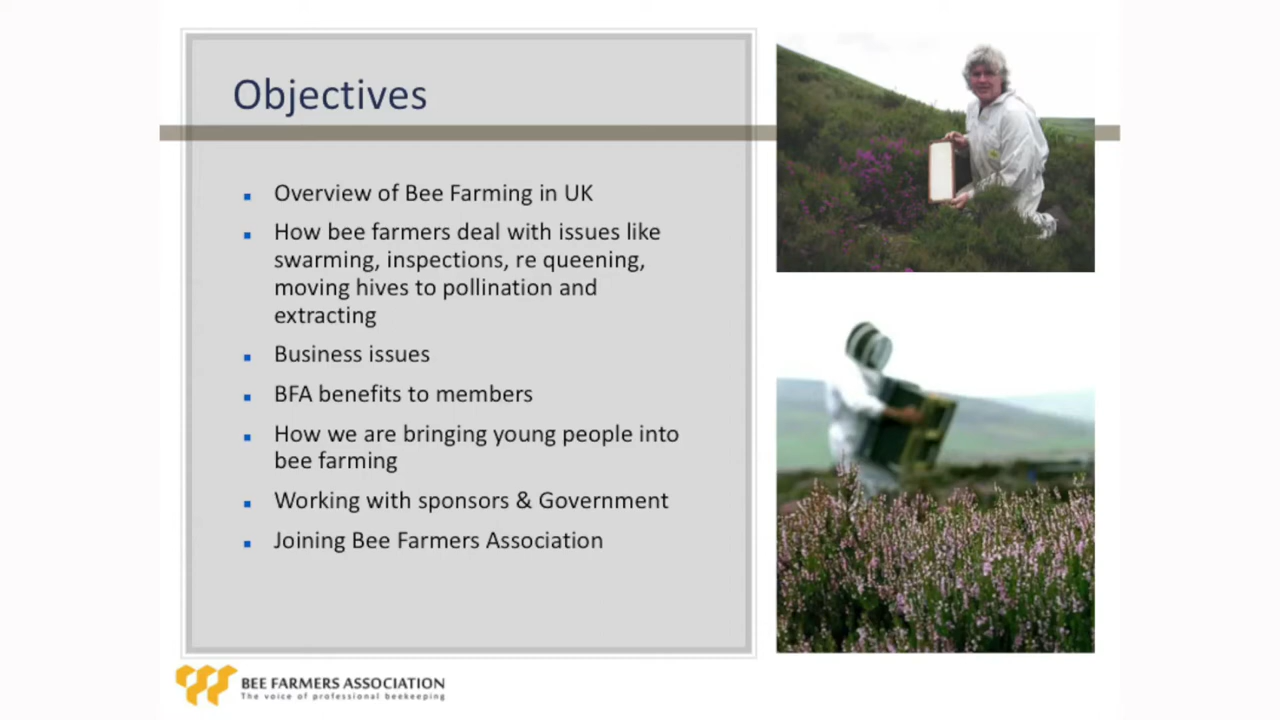 Objectives
Overview of Bee Farming in UK
How bee farmers deal with issues like
swarming, inspections, re queening,
moving hives to pollination and
extracting
Business issues
BFA benefits to members
How we are bringing young people into
bee farming
Working with sponsors & Government
Joining Bee Farmers Association
BEE FARMERS ASSOCIATION
The voice of professional beekeeping